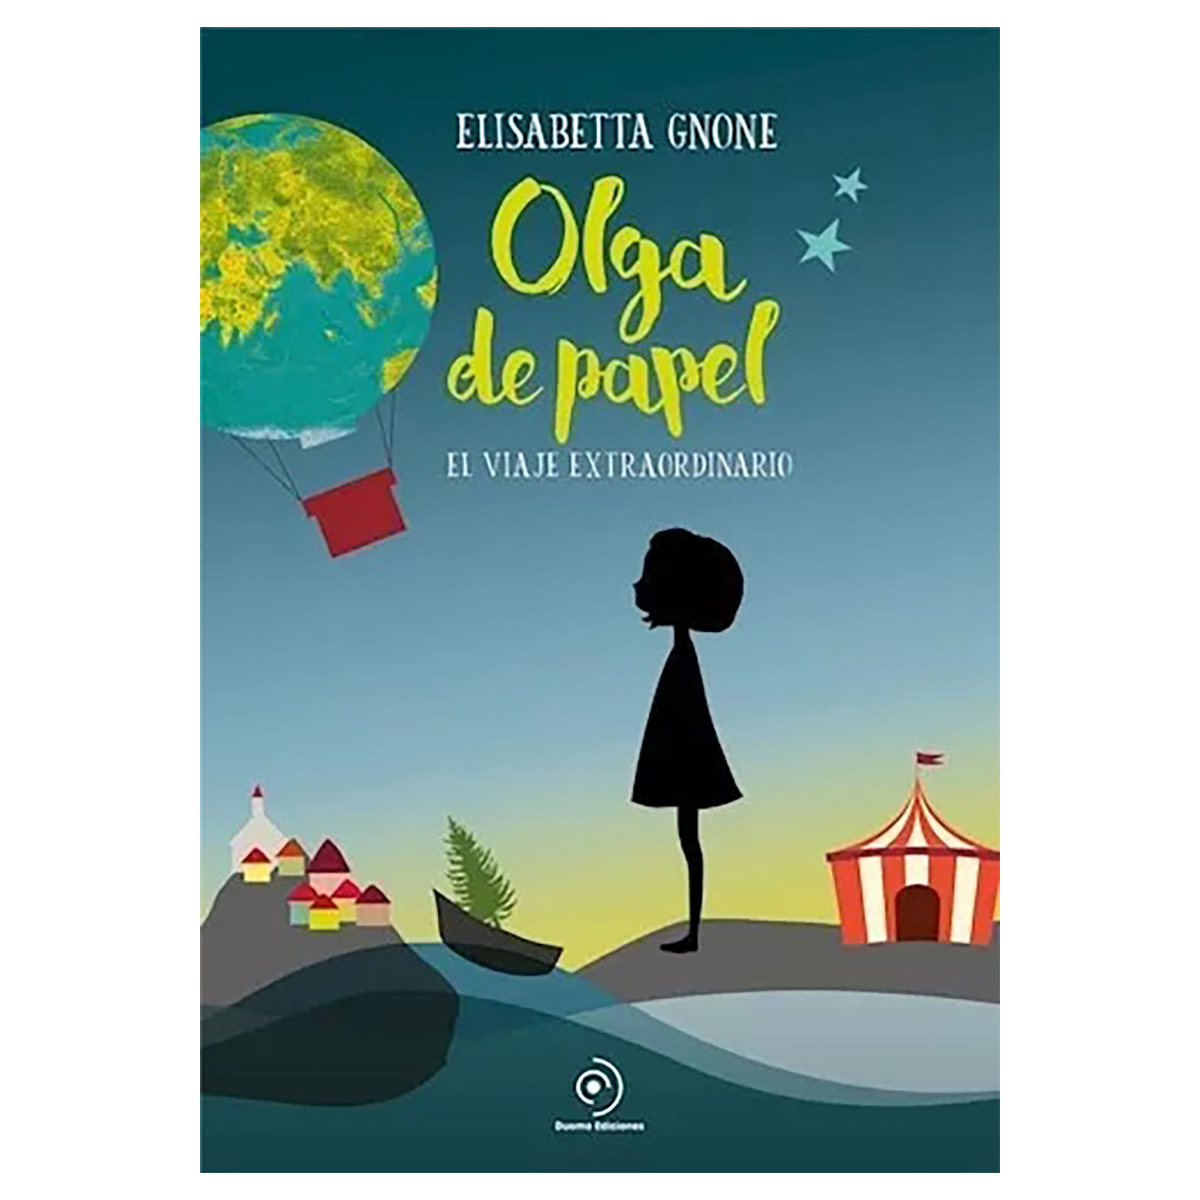 ELISABETTA GNONE
Olga
de papel
EL VIAJE EXTRAORDINARIO
Duomo Ediciones